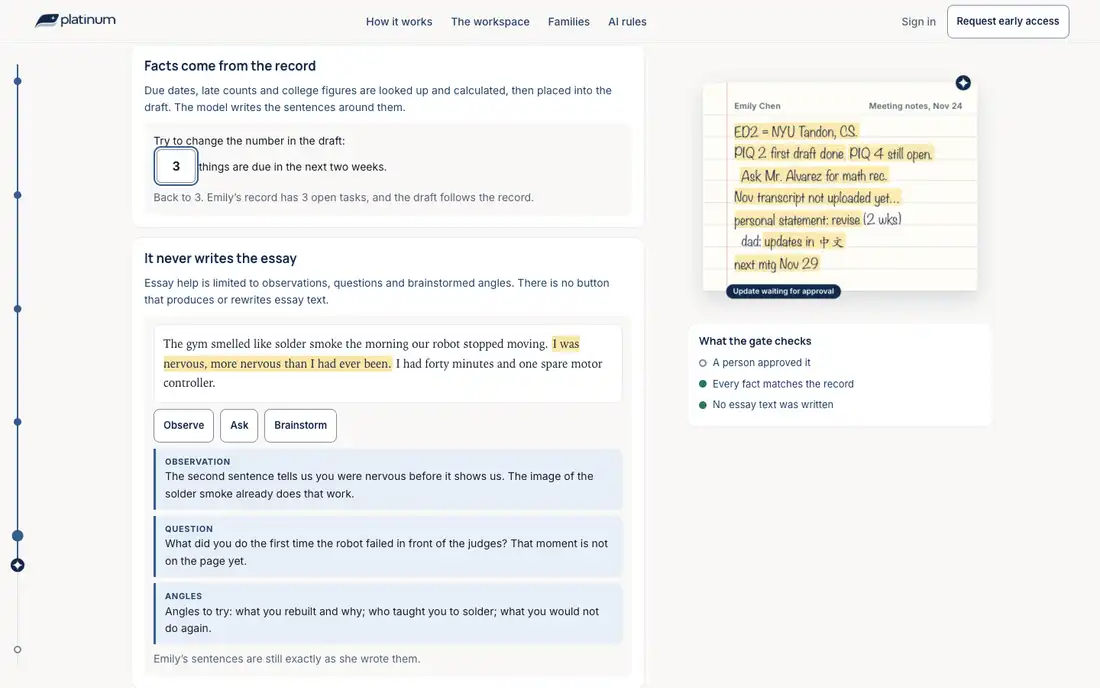 platinum
How it works The workspace Families AI rules
Sign in Request early access
Facts come from the record
Due dates, late counts and college figures are looked up and calculated, then placed into the
draft. The model writes the sentences around them.
Try to change the number in the draft:
3 things are due in the next two weeks.
Back to 3. Emily’s record has 3 open tasks, and the draft follows the record.
It never writes the essay
Essay help is limited to observations, questions and brainstormed angles. There is no button
that produces or rewrites essay text.
The gym smelled like solder smoke the morning our robot stopped moving. I was
nervous, more nervous than I had ever been. I had forty minutes and one spare motor
controller.
Observe Ask Brainstorm
OBSERVATION
The second sentence tells us you were nervous before it shows us. The image of the
solder smoke already does that work.
QUESTION
What did you do the first time the robot failed in front of the judges? That moment is not
on the page yet.
ANGLES
Angles to try: what you rebuilt and why; who taught you to solder; what you would not
do again.
Emily’s sentences are still exactly as she wrote them.
Emily Chen Meeting notes, Nov 24
ED2 = NYU Tandon, CS.
PIQ 2 first draft done. PIQ 4 still open.
Ask Mr. Alvarez for math rec.
Nov transcript not uploaded yet...
personal statement: revise (2 wks)
dad: updates in 中文
next mtg Nov 29
Update waiting for approval
What the gate checks
A person approved it
Every fact matches the record
No essay text was written